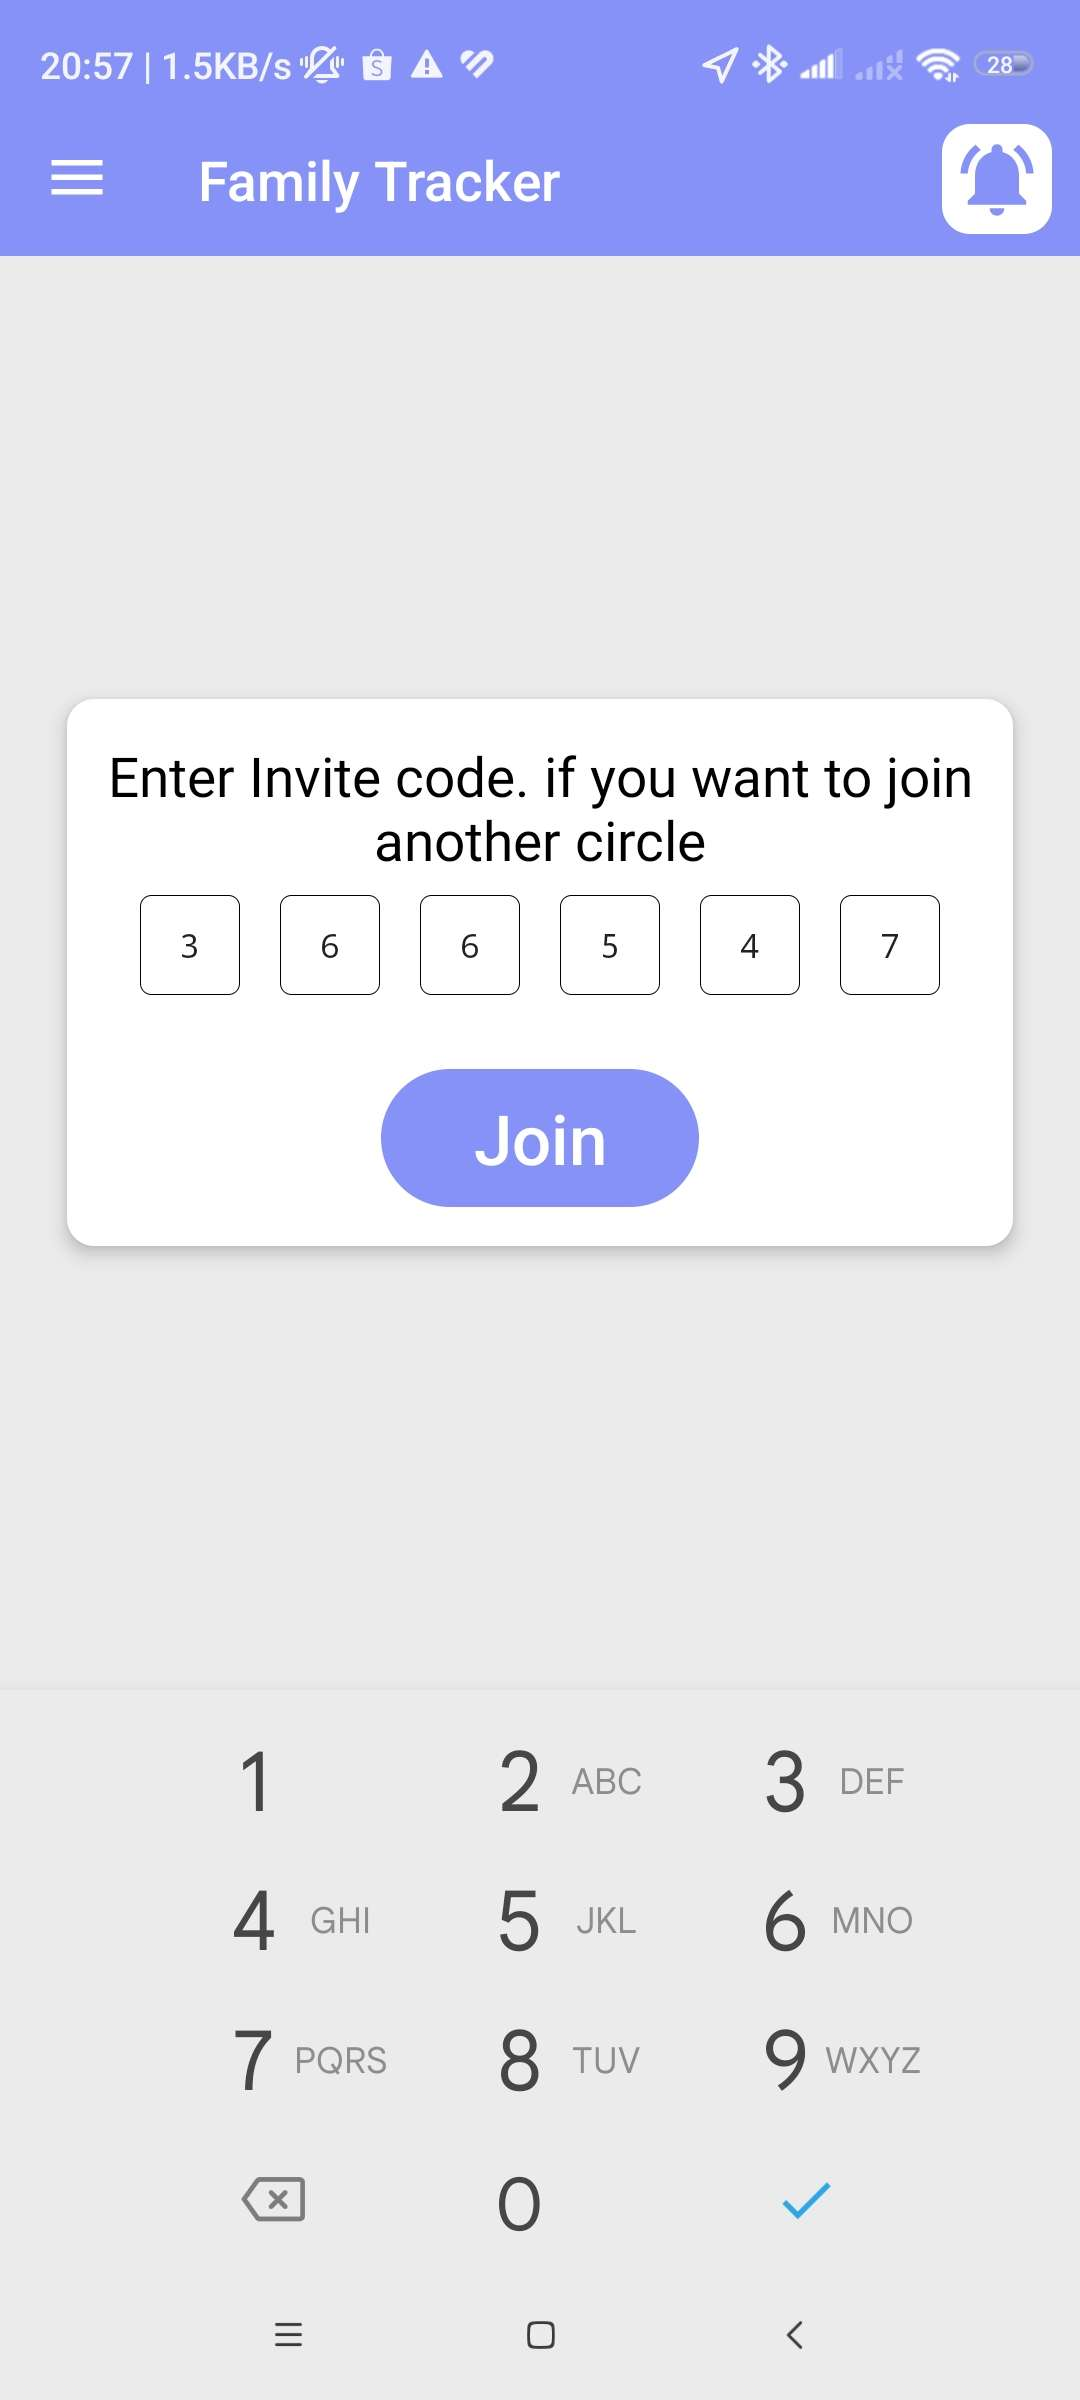 20:57 | 1.5KB/s S 28
Family Tracker
Enter Invite code. if you want to join
another circle
3 6 6 5 4 7
Join
1 2 ABC 3 DEF
4 GHI 5 JKL 6 MNO
7 PQRS 8 TUV 9 WXYZ
0